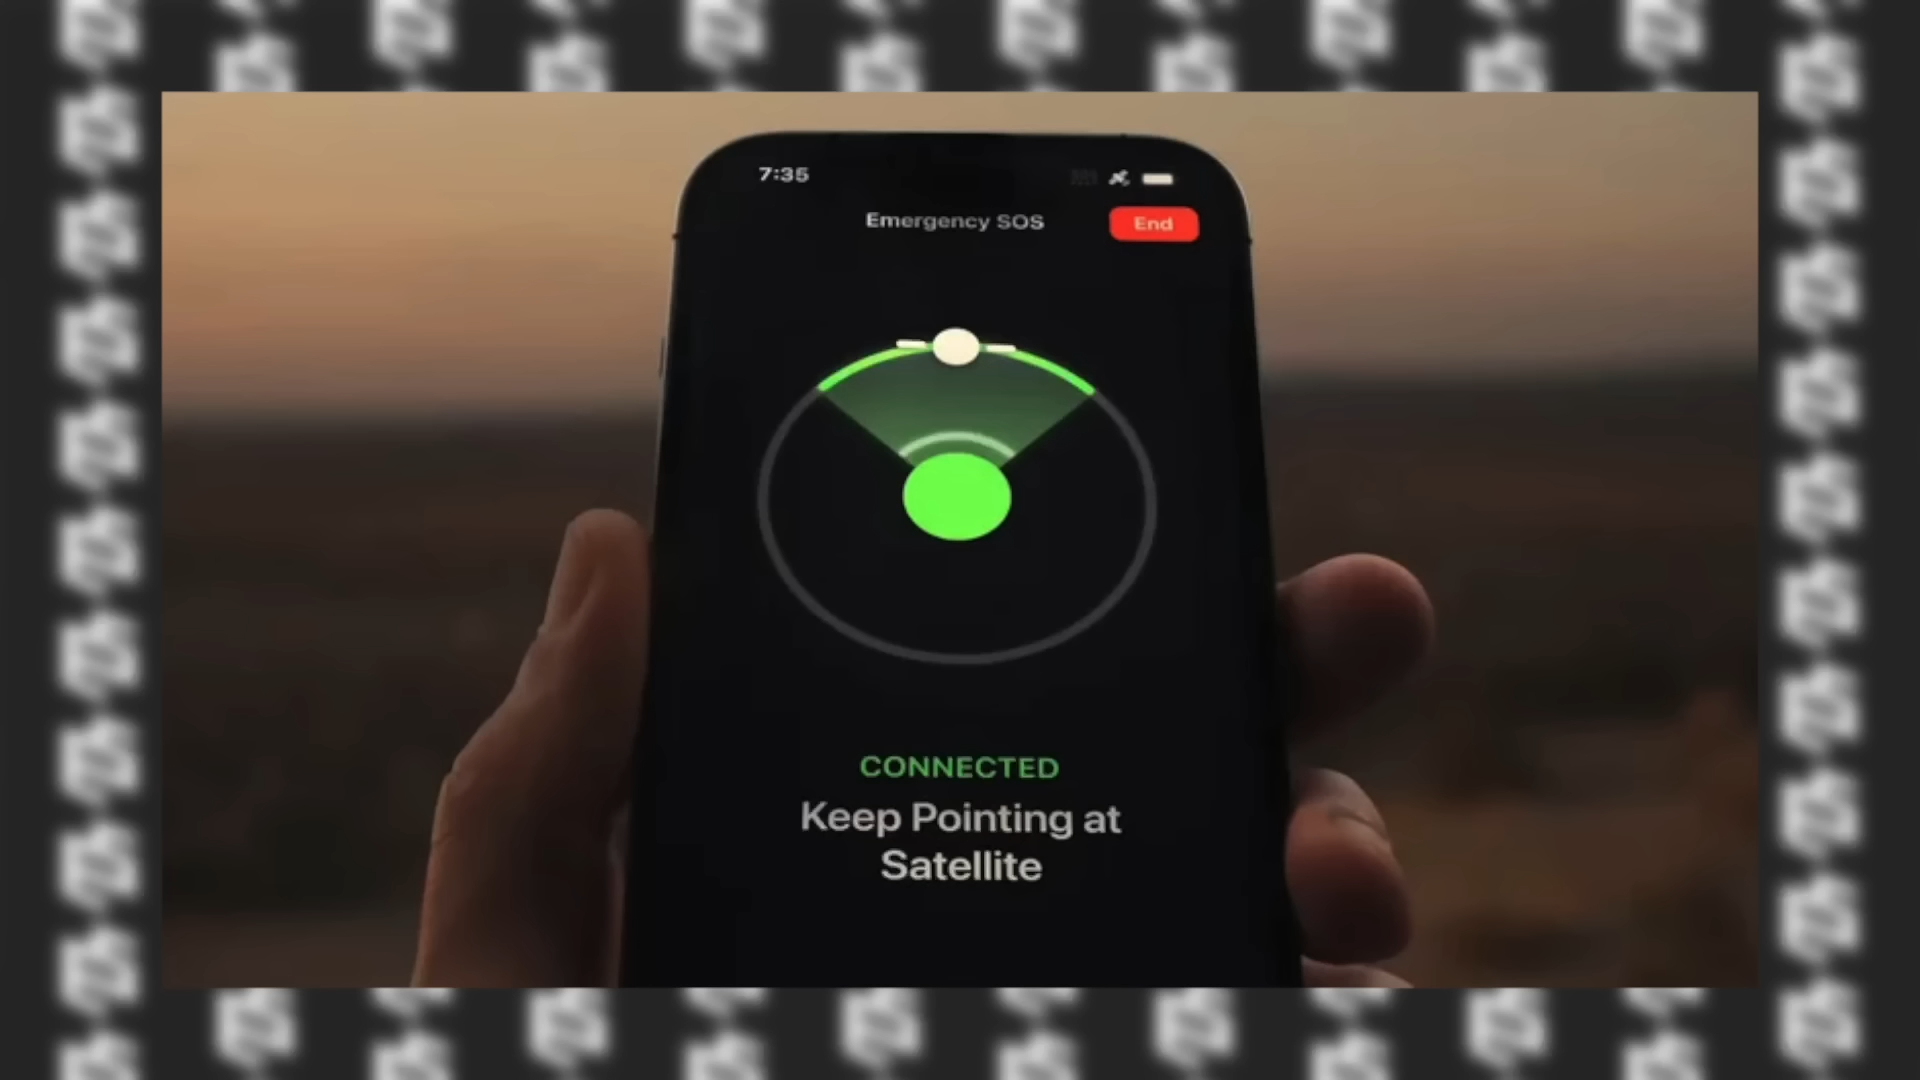 7:35
Emergency SOS
End
CONNECTED
Keep Pointing at
Satellite